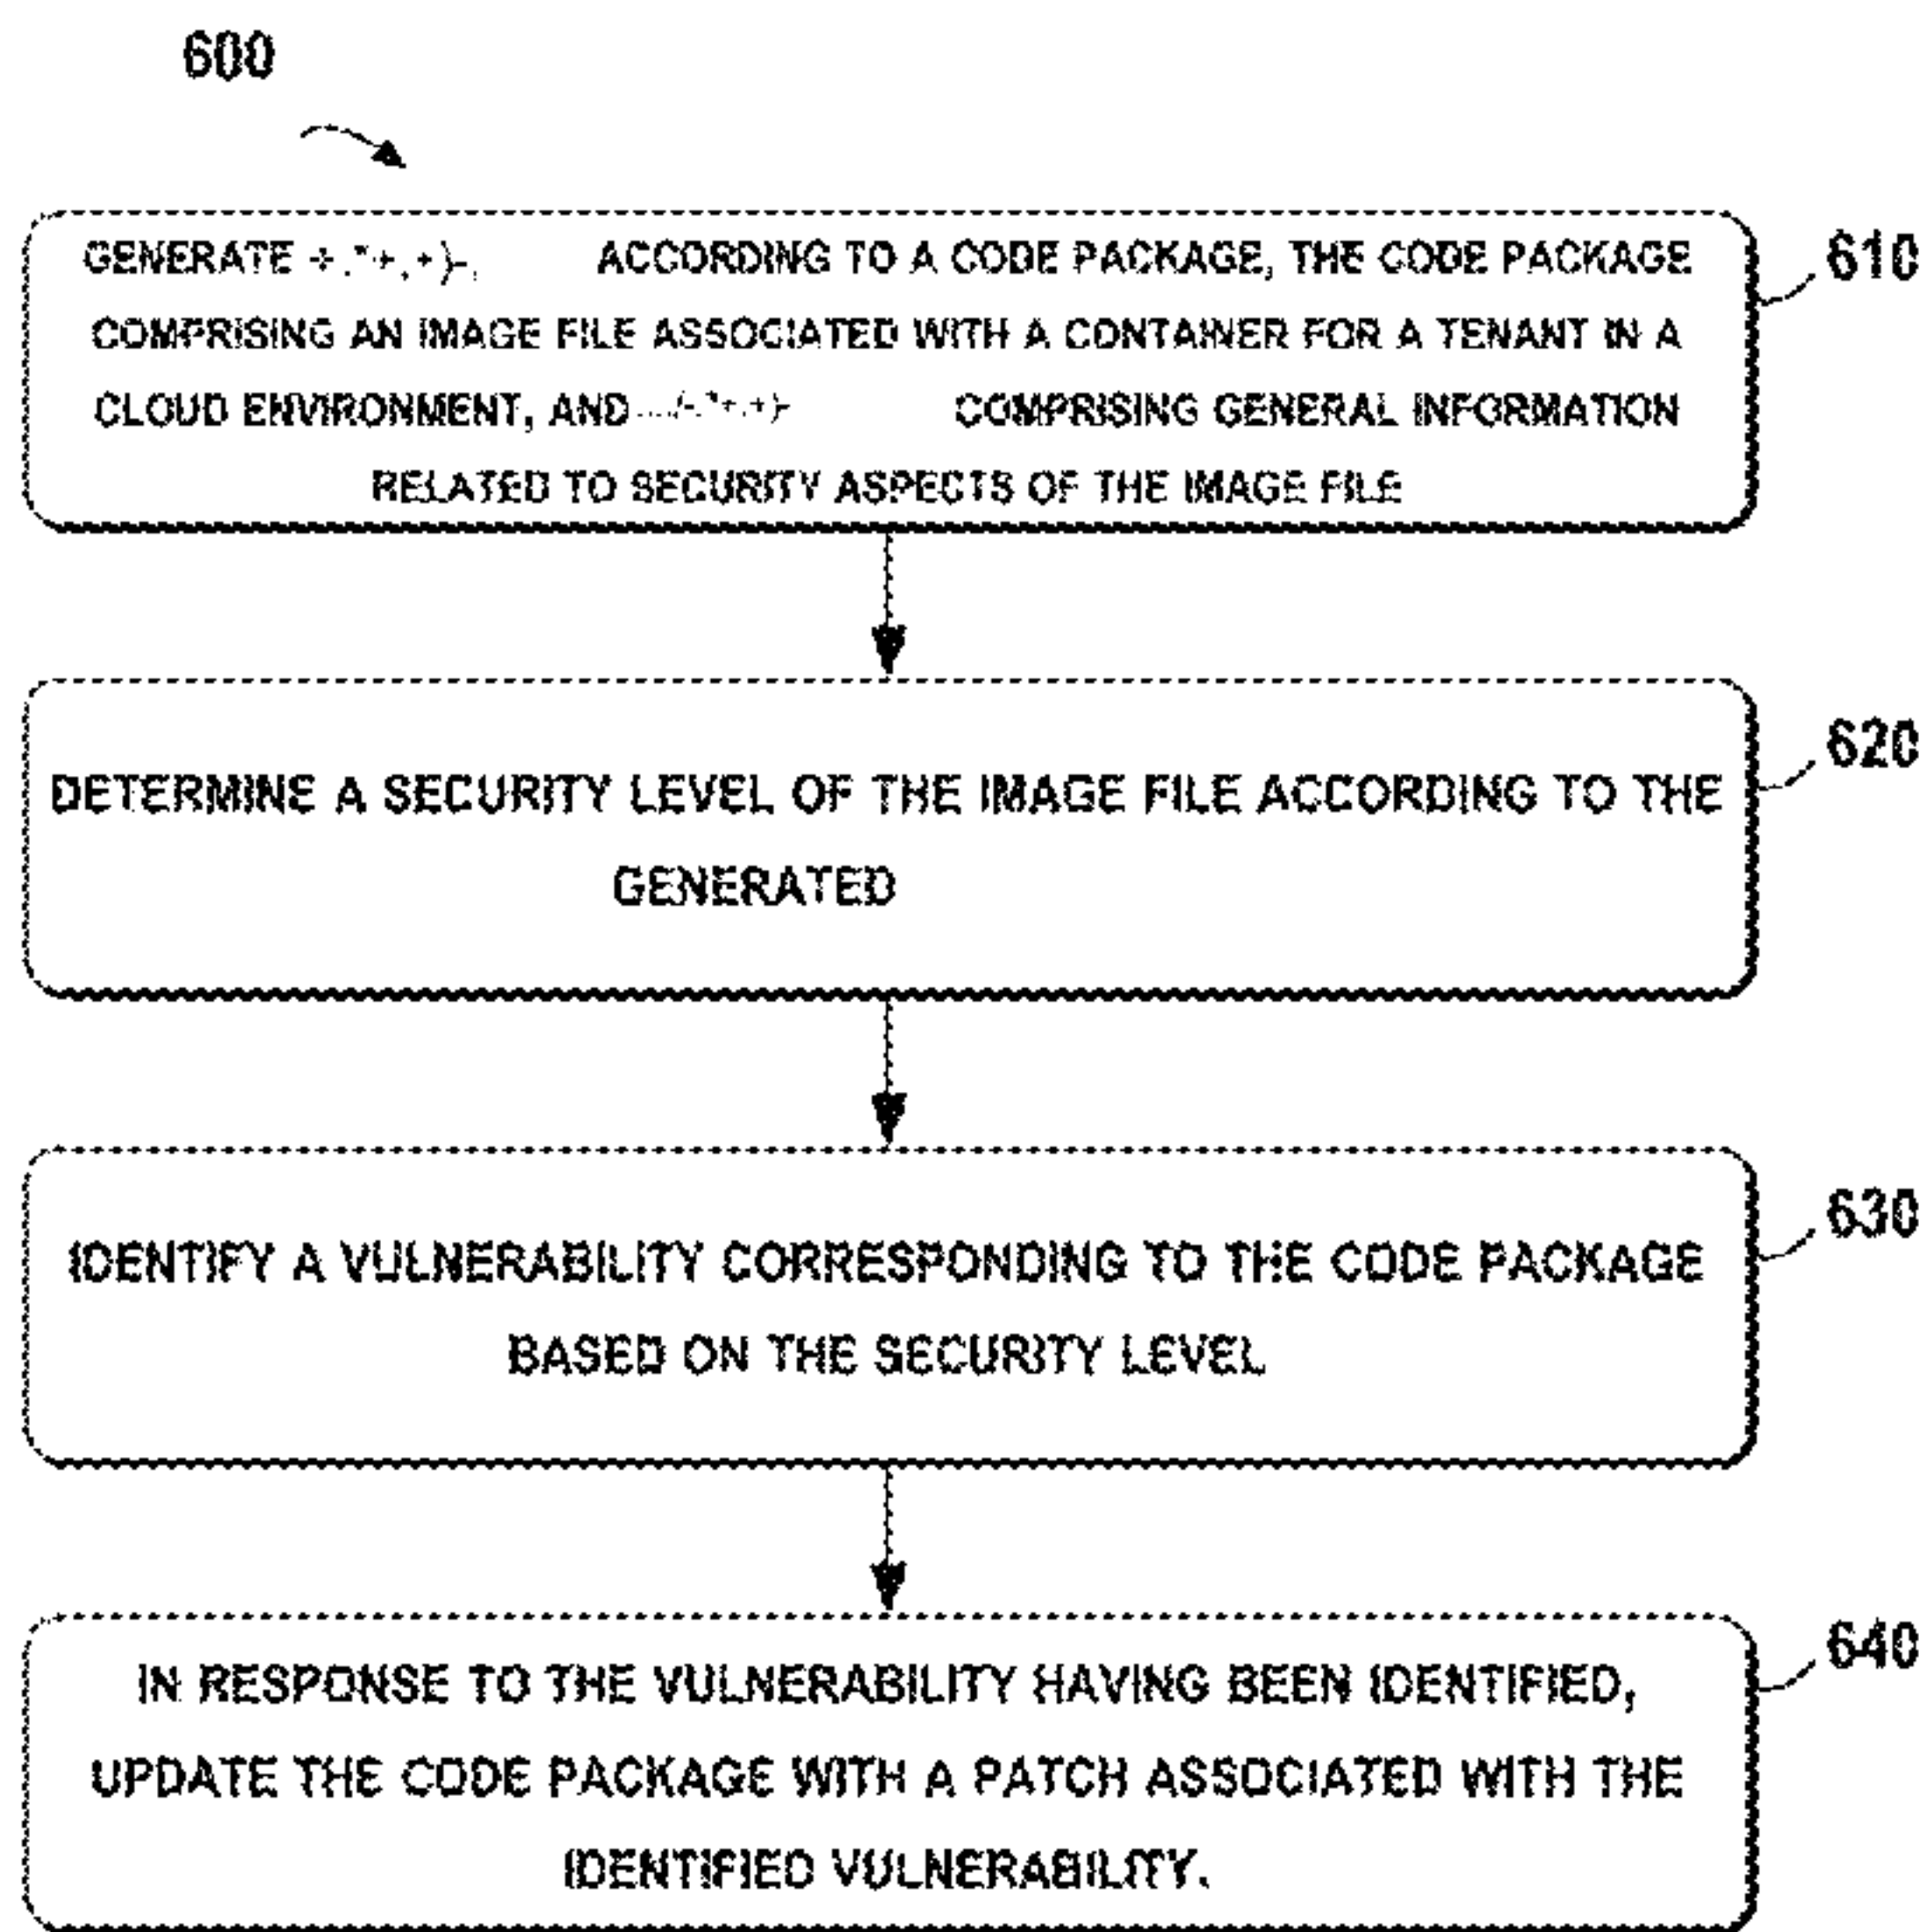 600
GENERATE ACCORDING TO A CODE PACKAGE, THE CODE PACKAGE
COMPRISING AN IMAGE FILE ASSOCIATED WITH A CONTAINER FOR A TENANT IN A
CLOUD ENVIRONMENT, AND COMPRISING GENERAL INFORMATION
RELATED TO SECURITY ASPECTS OF THE IMAGE FILE
610
DETERMINE A SECURITY LEVEL OF THE IMAGE FILE ACCORDING TO THE
GENERATED
620
IDENTIFY A VULNERABILITY CORRESPONDING TO THE CODE PACKAGE
BASED ON THE SECURITY LEVEL
630
IN RESPONSE TO THE VULNERABILITY HAVING BEEN IDENTIFIED,
UPDATE THE CODE PACKAGE WITH A PATCH ASSOCIATED WITH THE
IDENTIFIED VULNERABILITY.
640